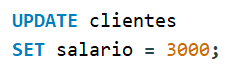 UPDATE clientes
SET salario = 3000;